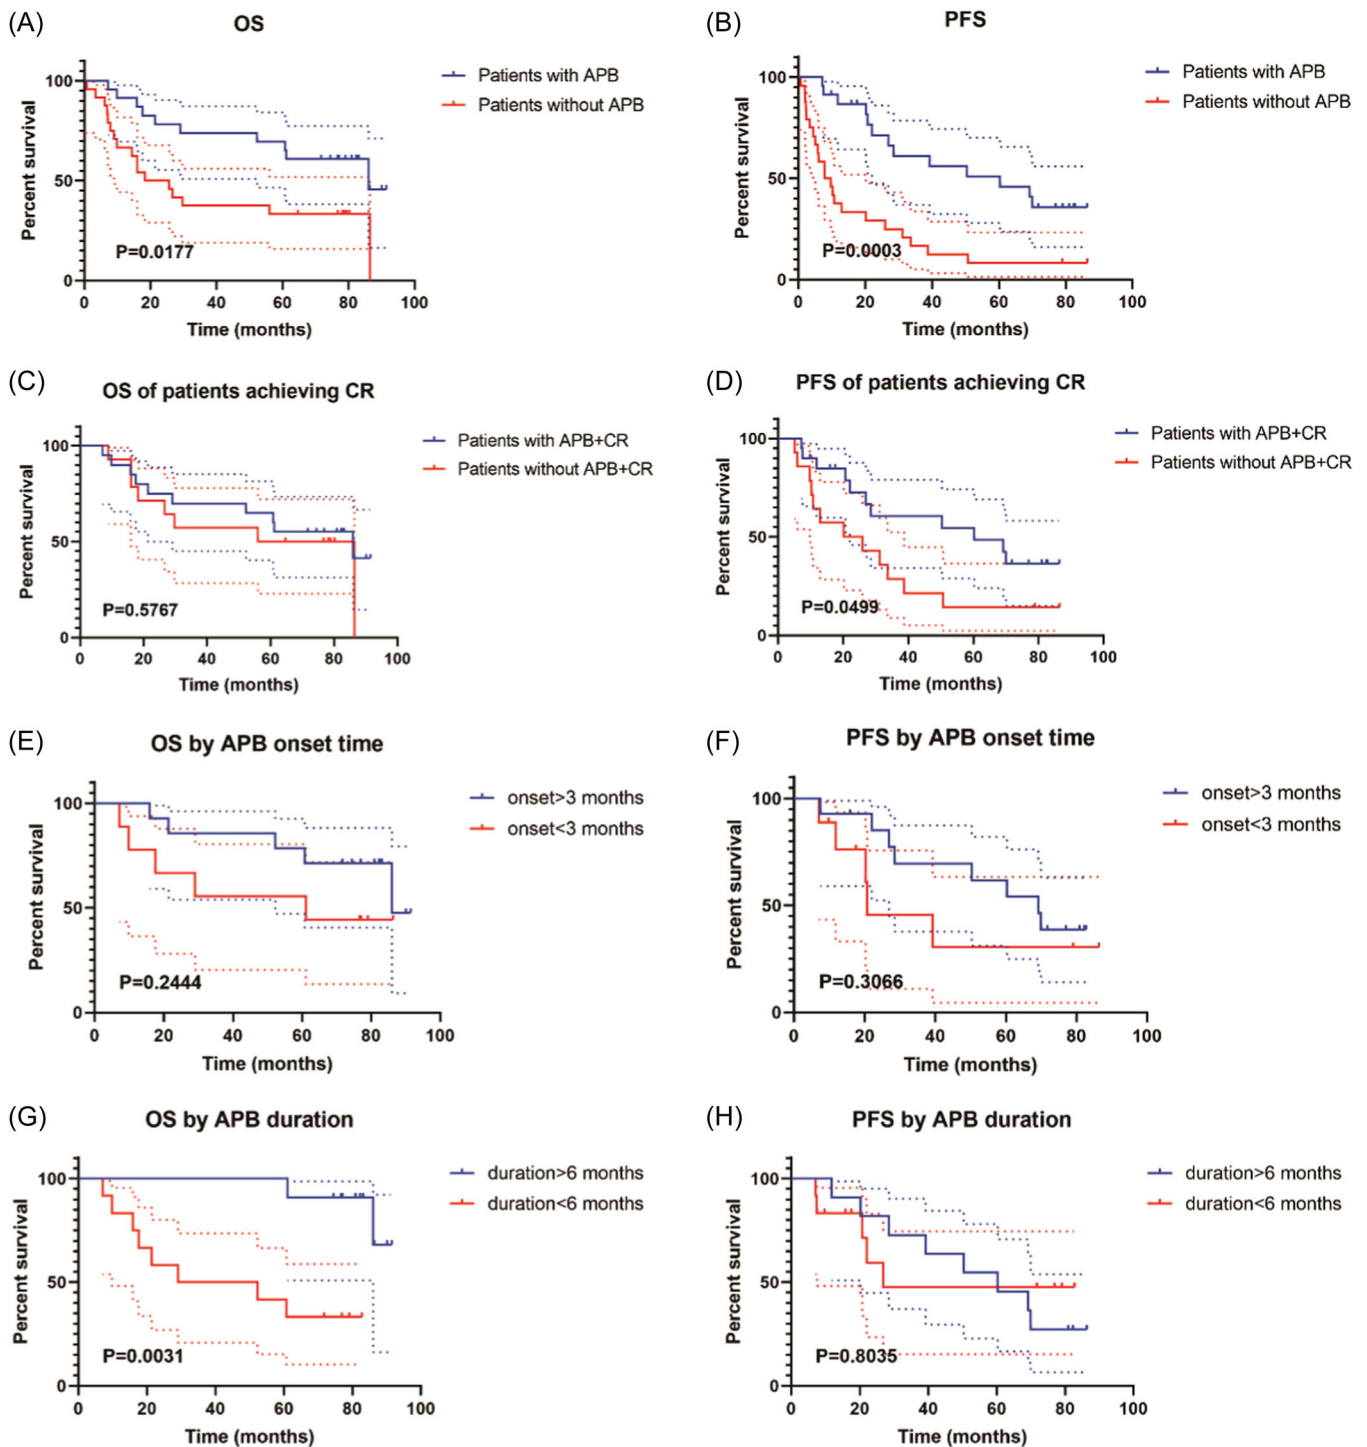 (A)
OS
Patients with APB
Patients without APB
Percent survival
100
50
0
P=0.0177
0 20 40 60 80 100
Time (months)
(B)
PFS
Patients with APB
Patients without APB
Percent survival
100
50
0
P=0.0003
0 20 40 60 80 100
Time (months)
(C)
OS of patients achieving CR
Patients with APB+CR
Patients without APB+CR
Percent survival
100
50
0
P=0.5767
0 20 40 60 80 100
Time (months)
(D)
PFS of patients achieving CR
Patients with APB+CR
Patients without APB+CR
Percent survival
100
50
0
P=0.0499
0 20 40 60 80 100
Time (months)
(E)
OS by APB onset time
onset>3 months
onset<3 months
Percent survival
100
50
0
P=0.2444
0 20 40 60 80 100
Time (months)
(F)
PFS by APB onset time
onset>3 months
onset<3 months
Percent survival
100
50
0
P=0.3066
0 20 40 60 80 100
Time (months)
(G)
OS by APB duration
duration>6 months
duration<6 months
Percent survival
100
50
0
P=0.0031
0 20 40 60 80 100
Time (months)
(H)
PFS by APB duration
duration>6 months
duration<6 months
Percent survival
100
50
0
P=0.8035
0 20 40 60 80 100
Time (months)